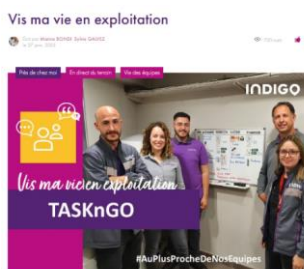 Vis ma vie en exploitation
Près de chez moi
En direct du terrain
Vie des équipes
INDIGO
Vis ma vie en exploitation
TASKnGO
#AuPlusProcheDeNosEquipes